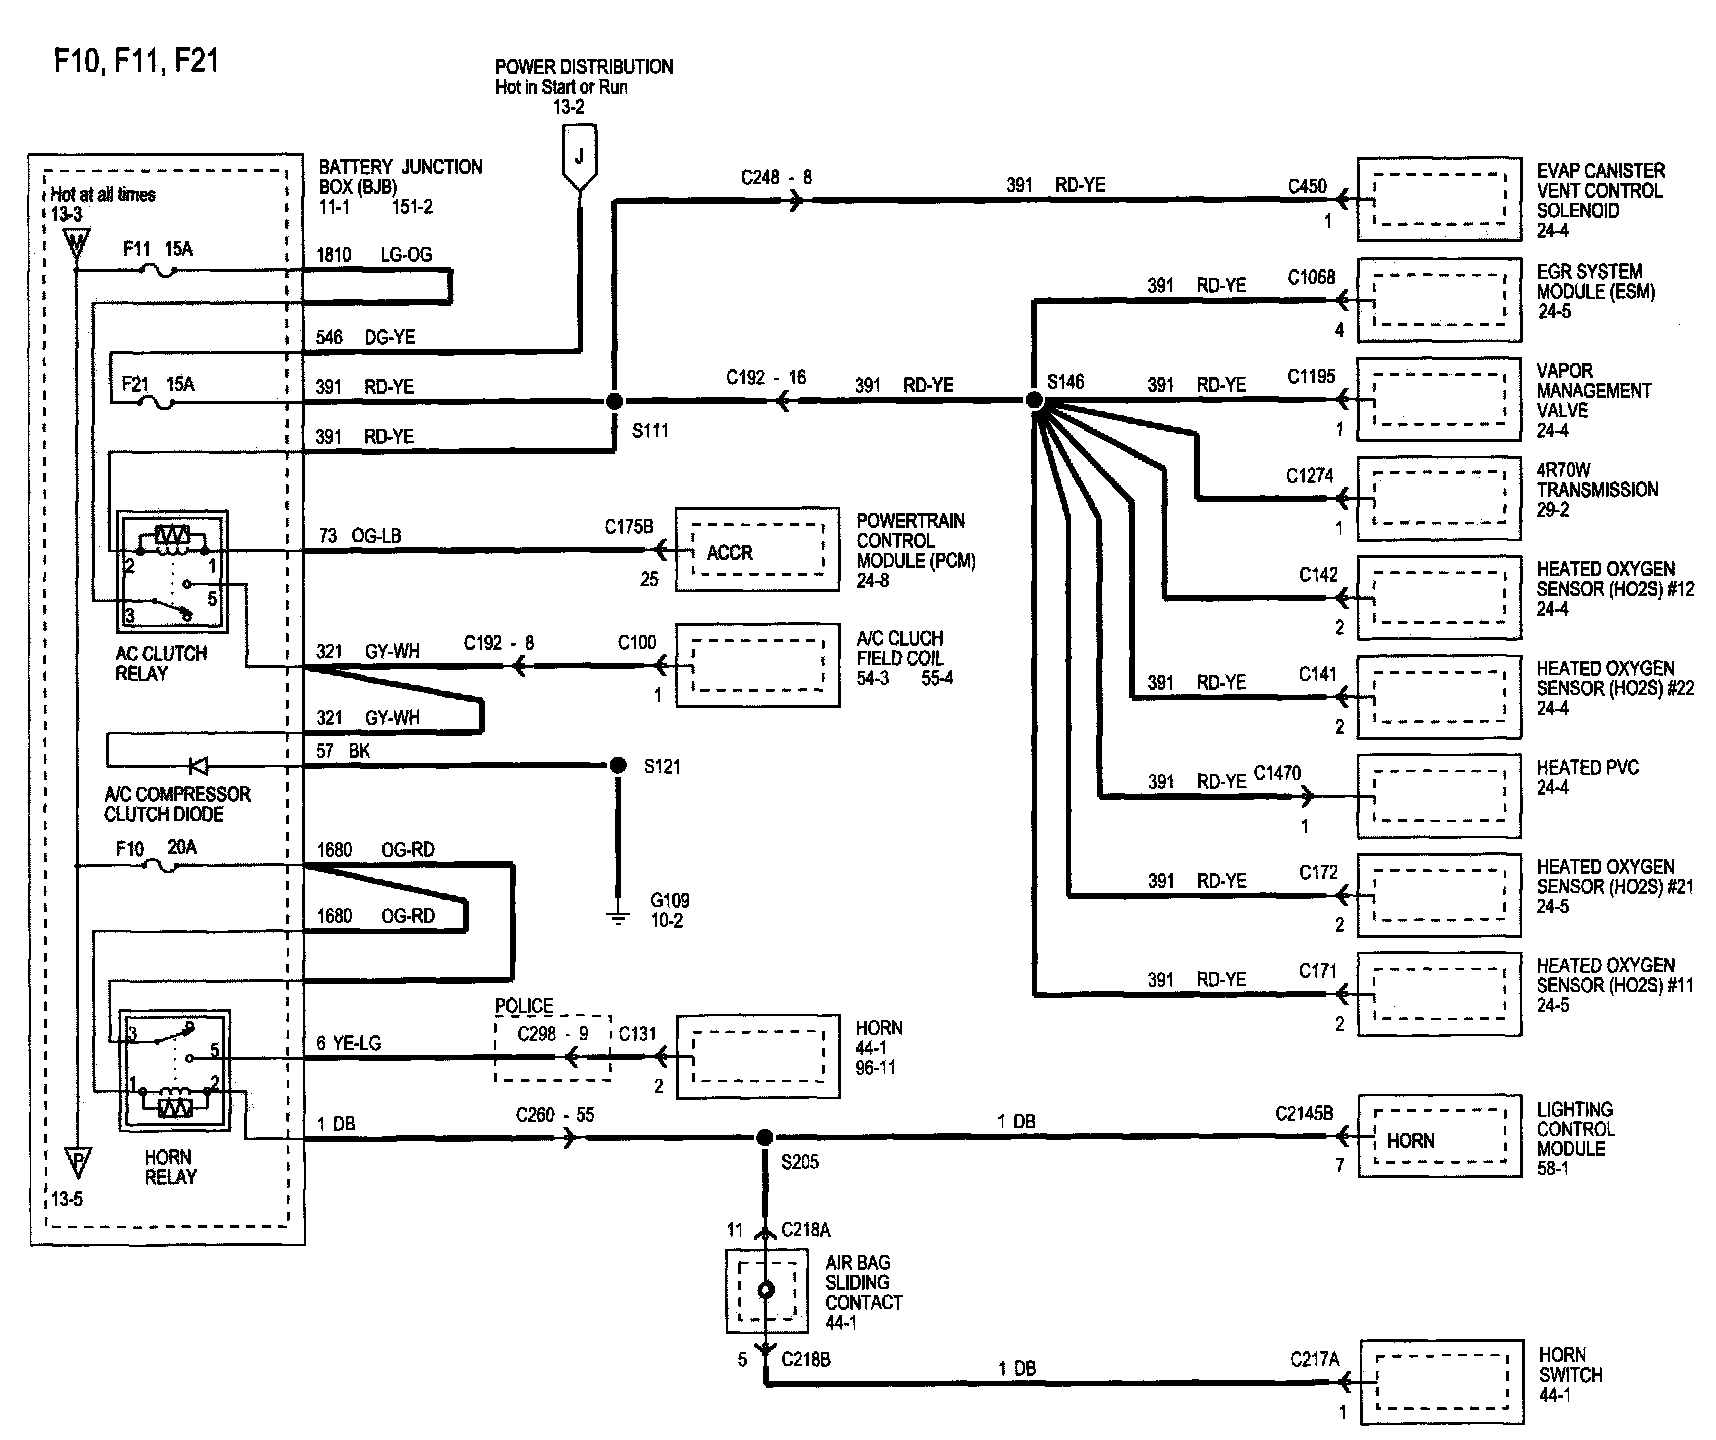 F10, F11, F21
POWER DISTRIBUTION
Hot in Start or Run
13-2
J
BATTERY JUNCTION
BOX (BJB)
11-1 151-2
Hot at all times
13-3
M
F11 15A
1810 LG-OG
546 DG-YE
F21 15A
391 RD-YE
391 RD-YE
S111
C248 - 8
391 RD-YE
C450
1
EVAP CANISTER
VENT CONTROL
SOLENOID
24-4
391 RD-YE
C1068
4
EGR SYSTEM
MODULE (ESM)
24-5
C192 - 16
391 RD-YE
S146
391 RD-YE
C1195
1
VAPOR
MANAGEMENT
VALVE
24-4
C1274
1
4R70W
TRANSMISSION
29-2
C142
2
HEATED OXYGEN
SENSOR (HO2S) #12
24-4
391 RD-YE
C141
2
HEATED OXYGEN
SENSOR (HO2S) #22
24-4
391 RD-YE
C1470
1
HEATED PVC
24-4
391 RD-YE
C172
2
HEATED OXYGEN
SENSOR (HO2S) #21
24-5
391 RD-YE
C171
2
HEATED OXYGEN
SENSOR (HO2S) #11
24-5
2
1
5
3
AC CLUTCH
RELAY
73 OG-LB
C175B
25
ACCR
POWERTRAIN
CONTROL
MODULE (PCM)
24-8
321 GY-WH
C192 - 8
C100
1
A/C CLUCH
FIELD COIL
54-3 55-4
321 GY-WH
57 BK
S121
G109
10-2
A/C COMPRESSOR
CLUTCH DIODE
F10 20A
1680 OG-RD
1680 OG-RD
3
5
1
2
HORN
RELAY
P
13-5
6 YE-LG
POLICE
C298 - 9
C131
2
HORN
44-1
96-11
1 DB
C260 - 55
S205
1 DB
C2145B
7
HORN
LIGHTING
CONTROL
MODULE
58-1
11
C218A
AIR BAG
SLIDING
CONTACT
44-1
5
C218B
1 DB
C217A
1
HORN
SWITCH
44-1